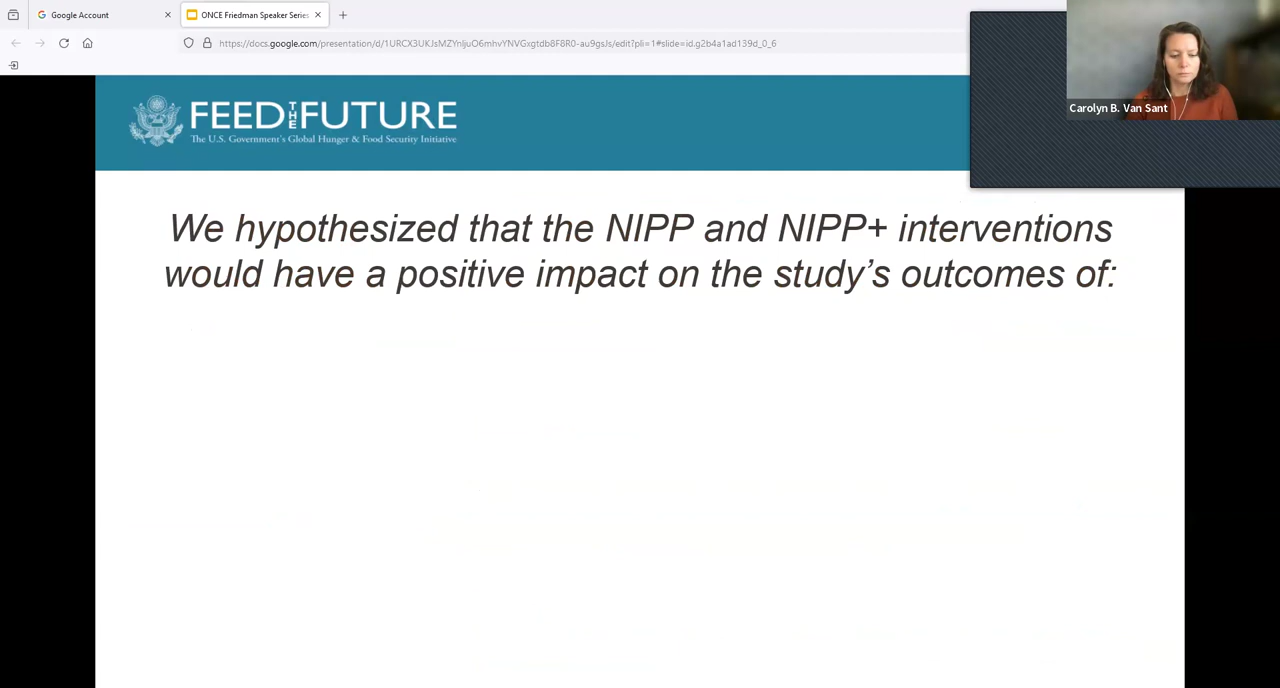 Google Account
ONCE Friedman Speaker Series
https://docs.google.com/presentation/d/1URCX3UKJsMZYnljuO6mhvYNVGxgtdb8F8R0-au9gsJs/edit?pli=1#slide=id.g2b4a1ad139d_0_6
Carolyn B. Van Sant
FEED THE FUTURE
The U.S. Government's Global Hunger & Food Security Initiative
We hypothesized that the NIPP and NIPP+ interventions
would have a positive impact on the study’s outcomes of: